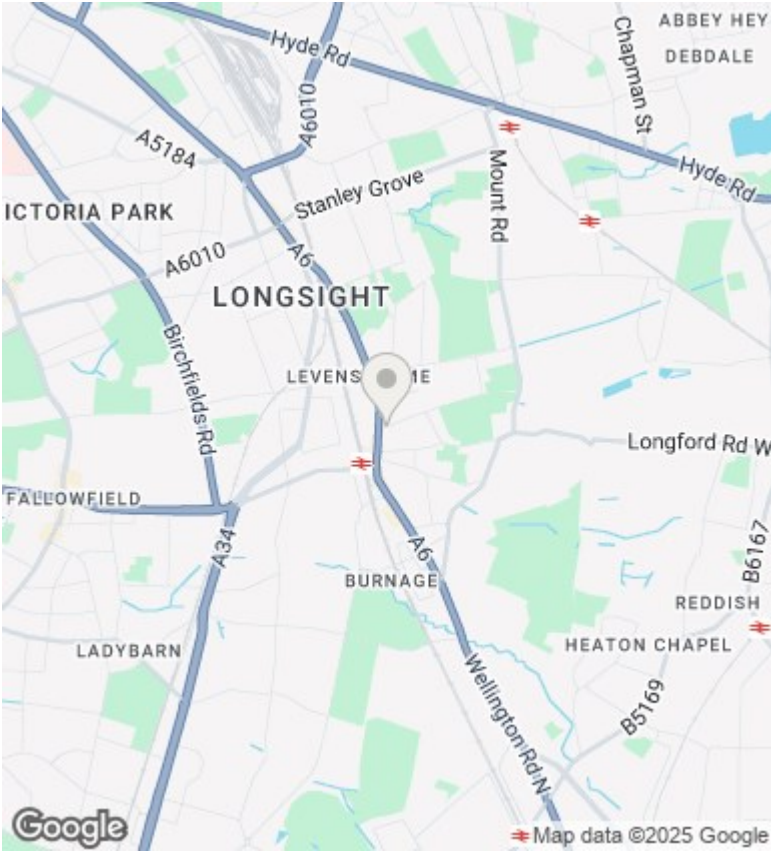 ABBEY HEY
Hyde Rd
Chapman St
DEBDALE
A6010
A5184
Mount Rd
Hyde Rd
Stanley Grove
ICTORIA PARK
A6
A6010
LONGSIGHT
Birchfields Rd
LEVENS ME
Longford Rd W
FALLOWFIELD
A34
A6
B6167
BURNAGE
REDDISH
LADYBARN
HEATON CHAPEL
Wellington Rd N
B5169
Google
Map data ©2025 Google